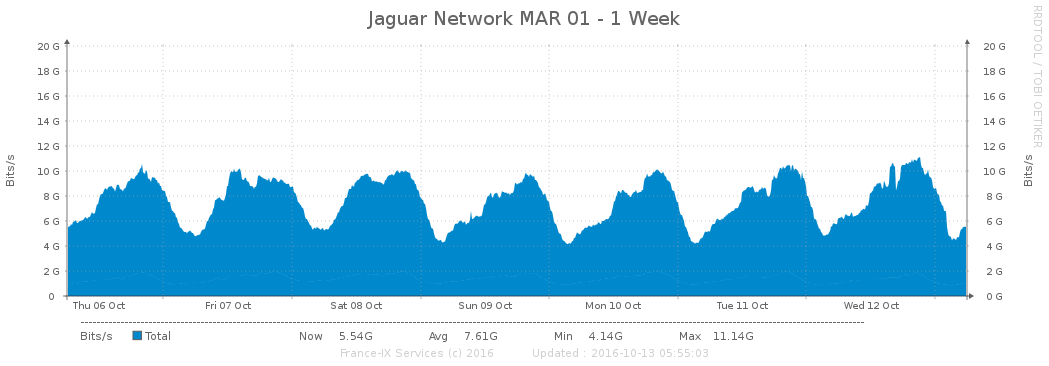 Jaguar Network MAR 01 - 1 Week
RRDTOOL / TOBI OETIKER
Bits/s
Bits/s
20 G 20 G
18 G 18 G
16 G 16 G
14 G 14 G
12 G 12 G
10 G 10 G
8 G 8 G
6 G 6 G
4 G 4 G
2 G 2 G
0 0 G
Thu 06 Oct Fri 07 Oct Sat 08 Oct Sun 09 Oct Mon 10 Oct Tue 11 Oct Wed 12 Oct
Bits/s Total Now 5.54G Avg 7.61G Min 4.14G Max 11.14G
France-IX Services (c) 2016 Updated : 2016-10-13 05:55:03